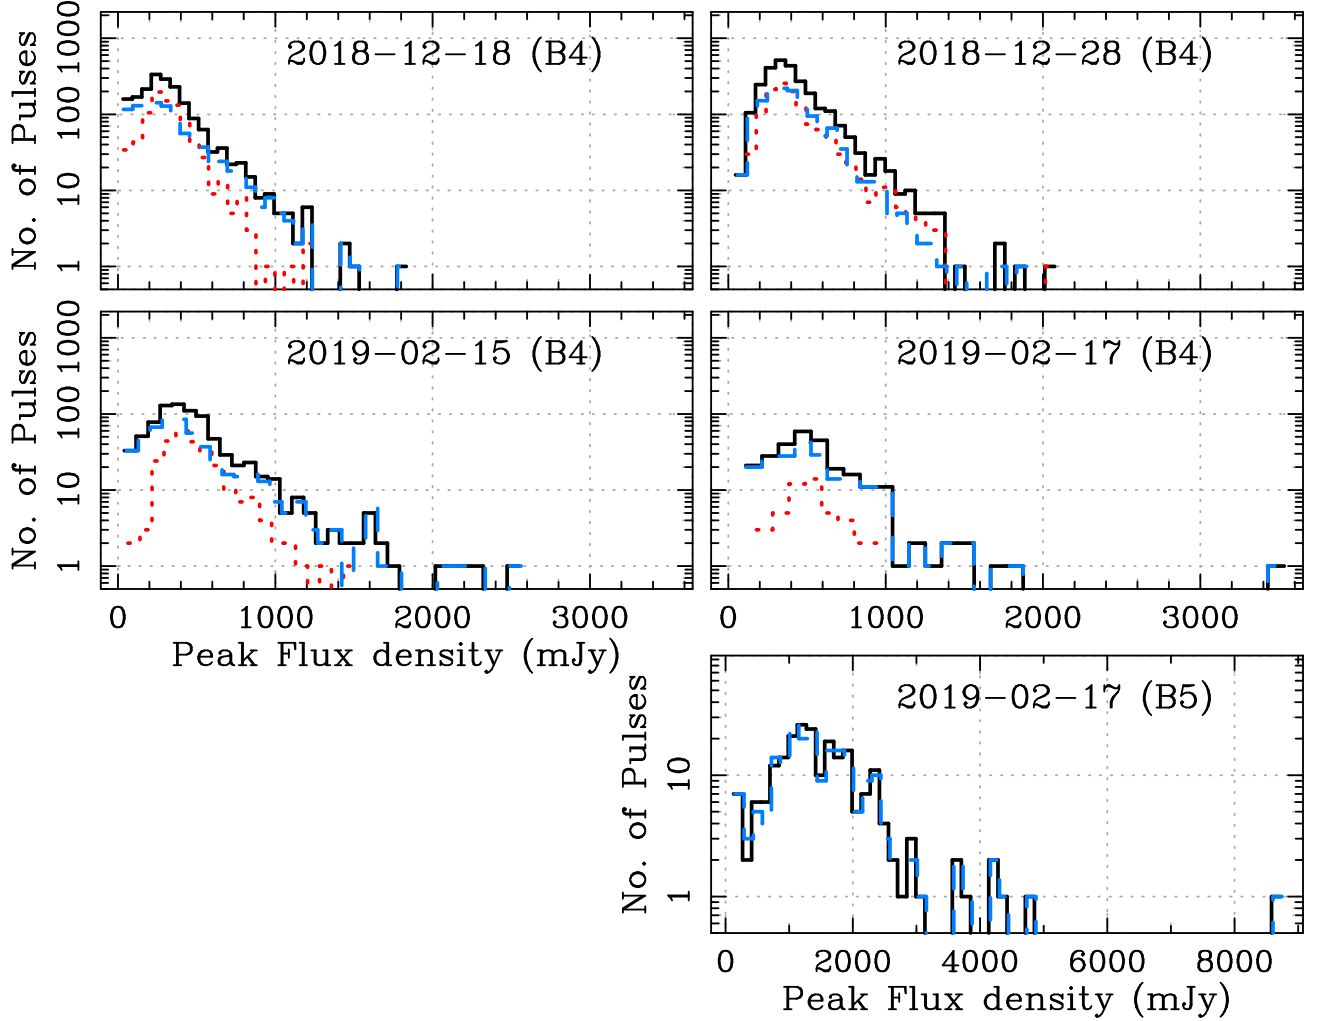 2018-12-18 (B4)
No. of Pulses
1 10 100 1000
2018-12-28 (B4)
2019-02-15 (B4)
No. of Pulses
1 10 100 1000
0 1000 2000 3000
Peak Flux density (mJy)
2019-02-17 (B4)
0 1000 2000 3000
2019-02-17 (B5)
No. of Pulses
1 10
0 2000 4000 6000 8000
Peak Flux density (mJy)